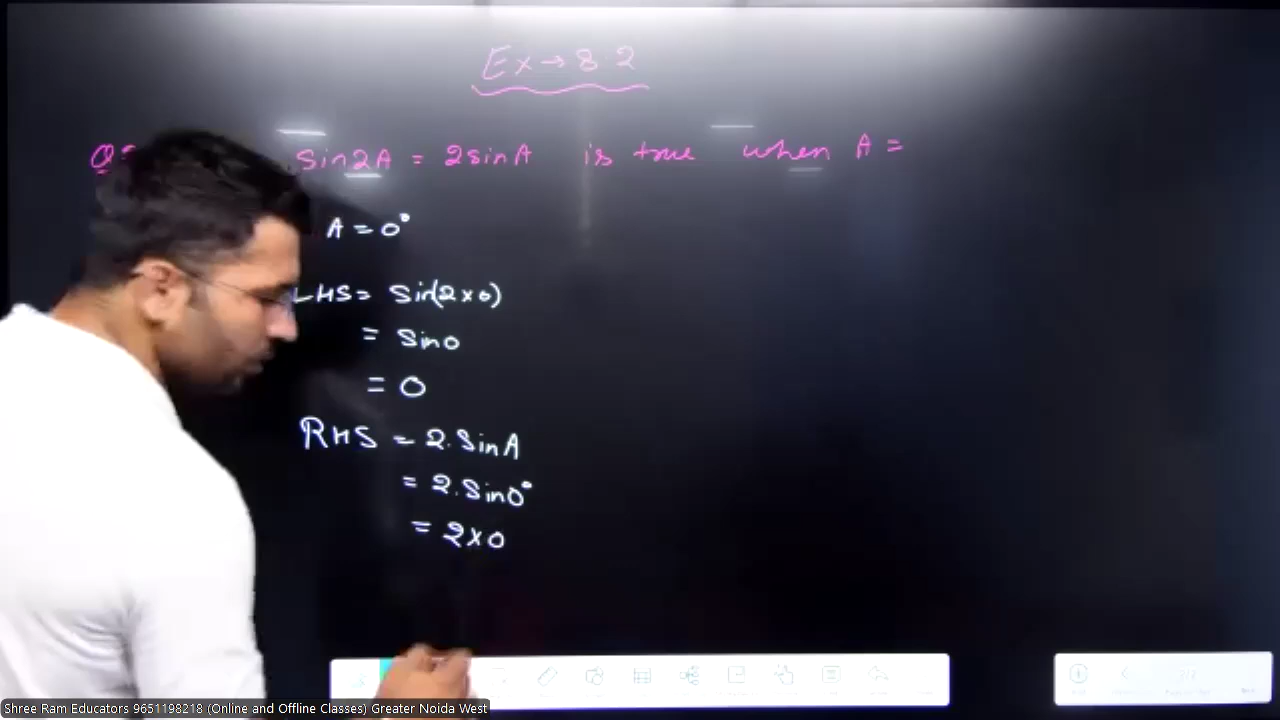 Ex → 8.2
Sin2A = 2sinA is true when A =
A = 0°
LHS = Sin(2×0)
= Sin0
= 0
RHS = 2.SinA
= 2.Sin0°
= 2×0
Shree Ram Educators 9651198218 (Online and Offline Classes) Greater Noida West